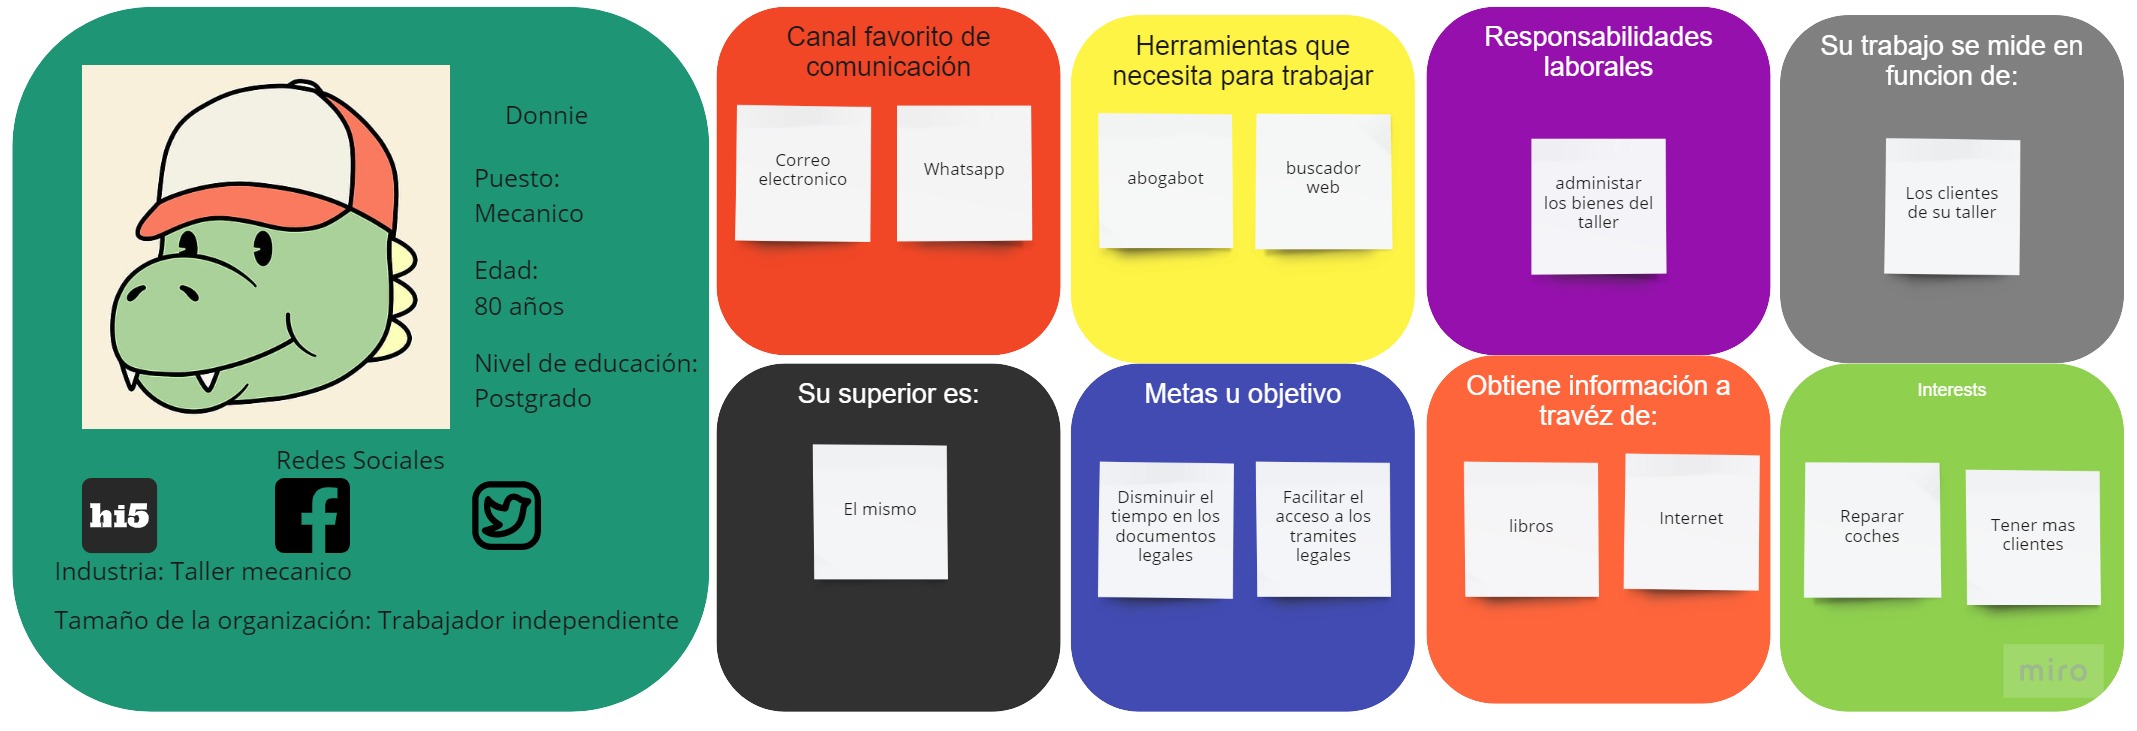 Donnie
Puesto:
Mecanico
Edad:
80 años
Nivel de educación:
Postgrado
Redes Sociales
hi5
Industria: Taller mecanico
Tamaño de la organización: Trabajador independiente
Canal favorito de
comunicación
Correo
electronico
Whatsapp
Herramientas que
necesita para trabajar
abogabot
buscador
web
Responsabilidades
laborales
administar
los bienes del
taller
Su trabajo se mide en
funcion de:
Los clientes
de su taller
Su superior es:
El mismo
Metas u objetivo
Disminuir el
tiempo en los
documentos
legales
Facilitar el
acceso a los
tramites
legales
Obtiene información a
travéz de:
libros
Internet
Interests
Reparar
coches
Tener mas
clientes
miro